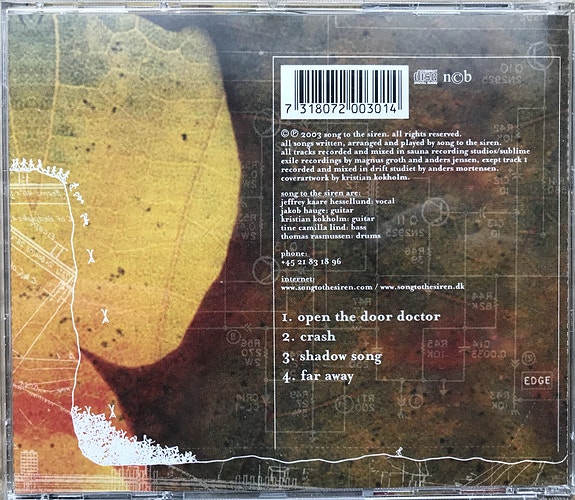 7 318072 003014
n©b
©℗ 2003 song to the siren. all rights reserved.
all songs written, arranged and played by song to the siren.
all tracks recorded and mixed in sauna recording studios/sublime
exile recordings by magnus groth and anders jensen, exept track 1
recorded and mixed in drift studiet by anders mortensen.
coverartwork by kristian kokholm.
song to the siren are:
jeffrey kaare hessellund: vocal
jakob hauge: guitar
kristian kokholm: guitar
tine camilla lind: bass
thomas rasmussen: drums
phone:
+45 21 83 18 96
internet:
www.songtothesiren.com / www.songtothesiren.dk
1. open the door doctor
2. crash
3. shadow song
4. far away
EDGE